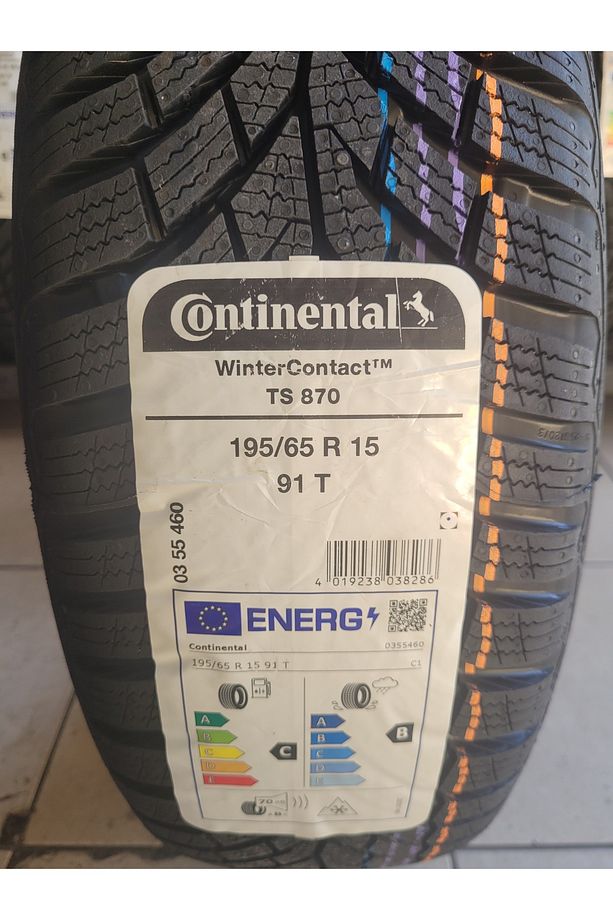 Continental
WinterContact™
TS 870
195/65 R 15
91 T
03 55 460
4 019238 038286
ENERG
Continental 0355460
195/65 R 15 91 T C1
A A
B B B
C C C
D D
E E
70 dB